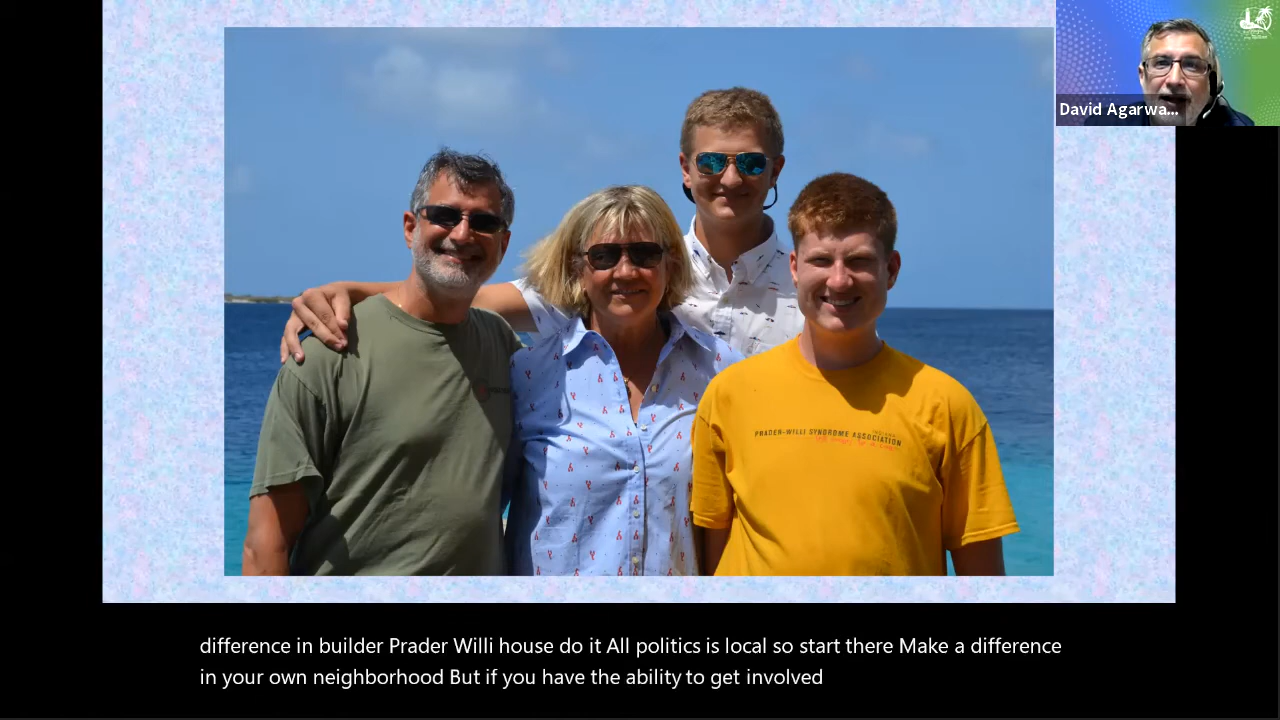 David Agarwa...
PRADER-WILLI SYNDROME ASSOCIATION
difference in builder Prader Willi house do it All politics is local so start there Make a difference
in your own neighborhood But if you have the ability to get involved